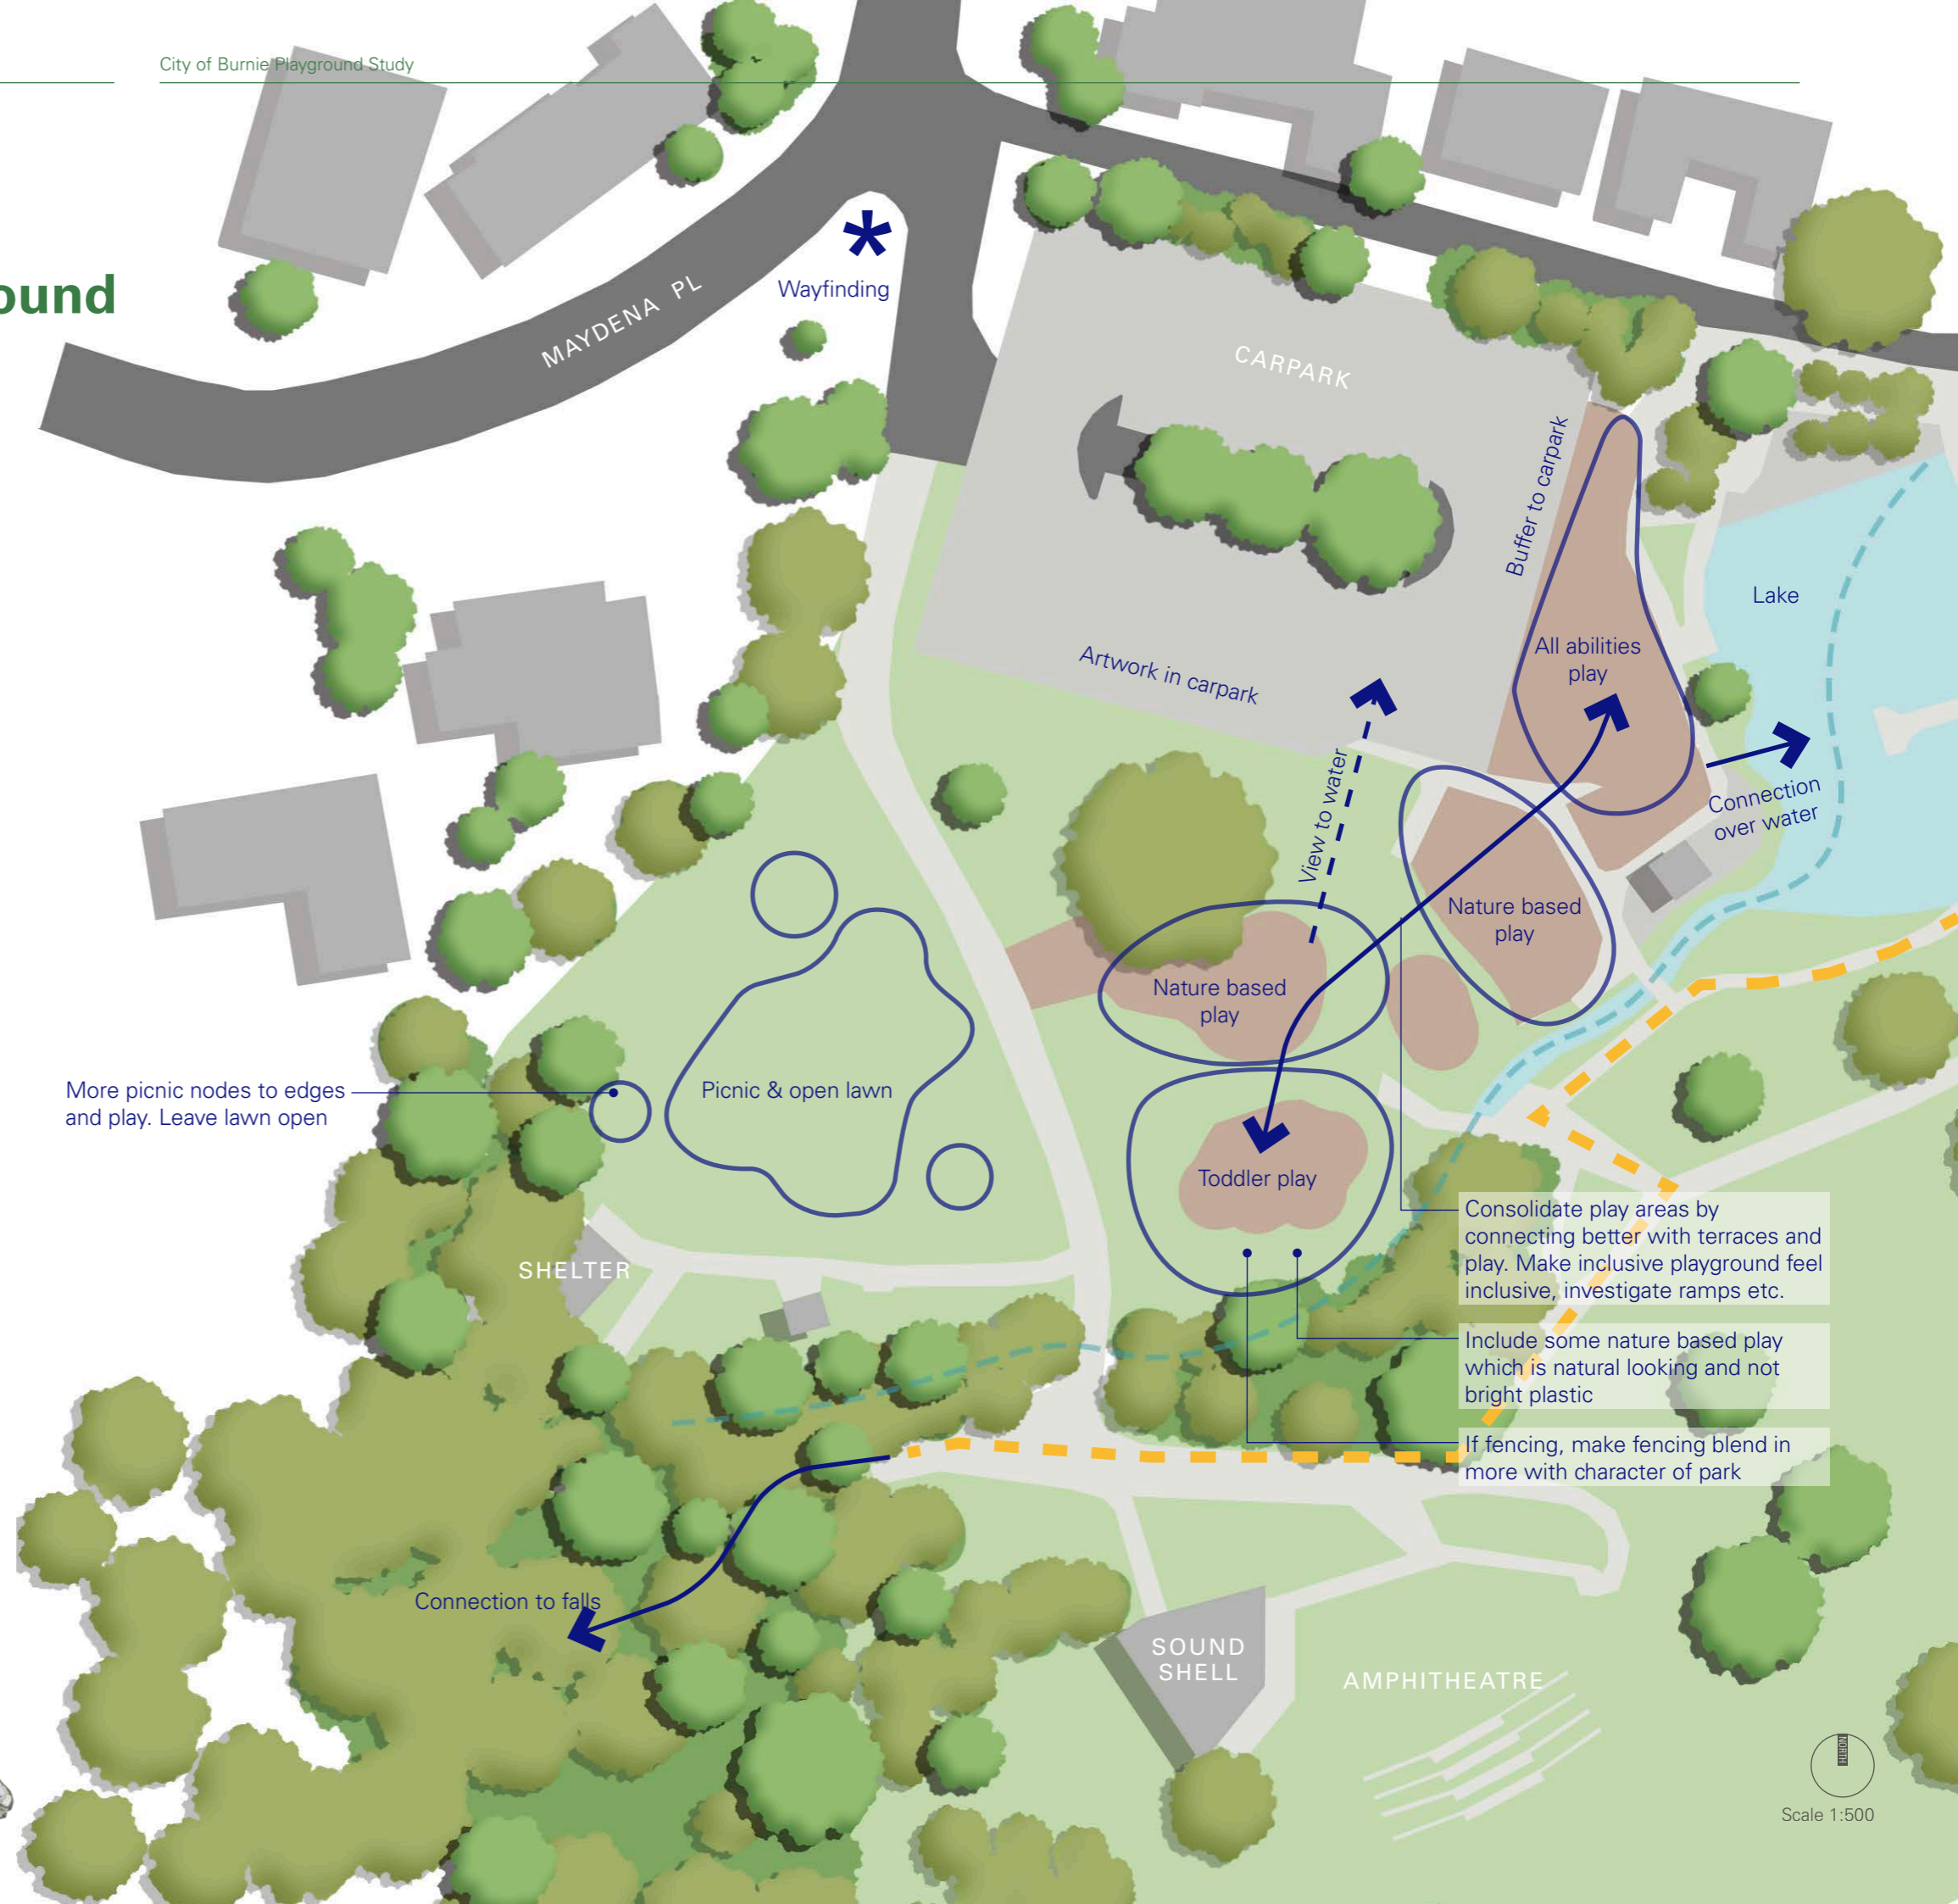 City of Burnie Playground Study
ound
Wayfinding
MAYDENA PL
CARPARK
Buffer to carpark
Lake
All abilities
play
Artwork in carpark
View to water
Connection
over water
Nature based
play
Nature based
play
More picnic nodes to edges
and play. Leave lawn open
Picnic & open lawn
Toddler play
Consolidate play areas by
connecting better with terraces and
play. Make inclusive playground feel
inclusive, investigate ramps etc.
SHELTER
Include some nature based play
which is natural looking and not
bright plastic
If fencing, make fencing blend in
more with character of park
Connection to falls
SOUND
SHELL
AMPHITHEATRE
NORTH
Scale 1:500